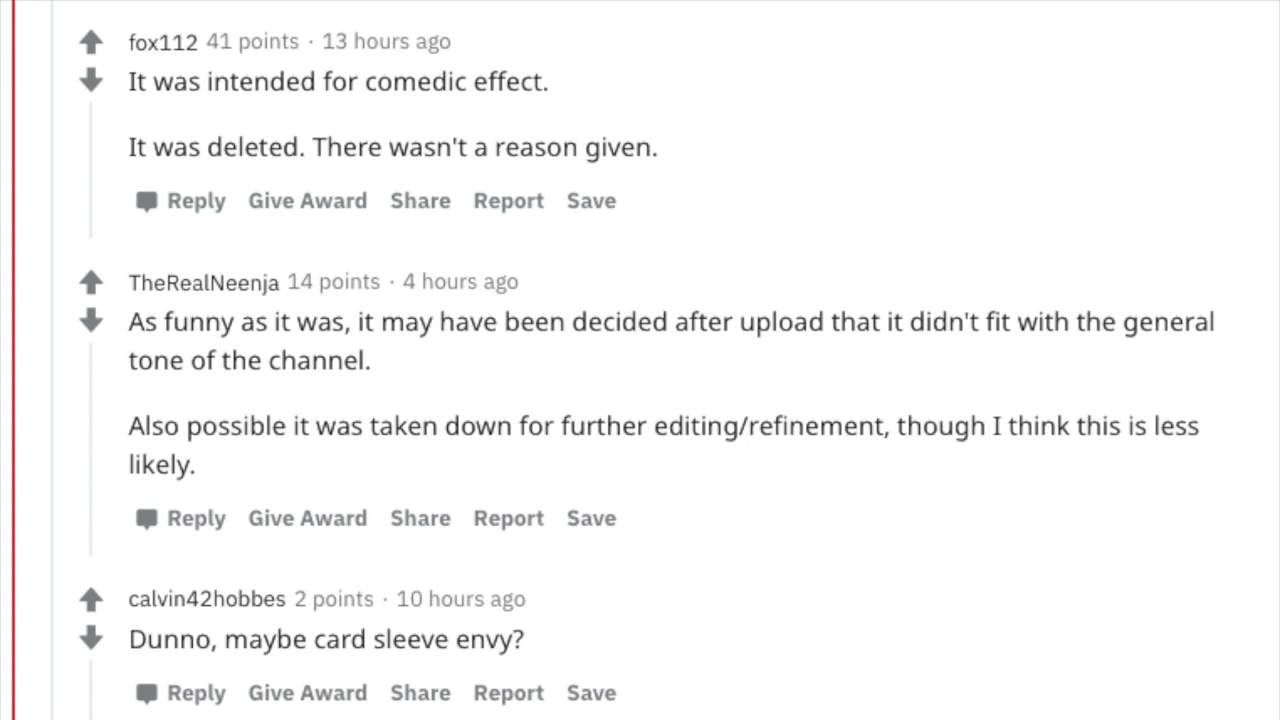 fox112 41 points · 13 hours ago
It was intended for comedic effect.
It was deleted. There wasn't a reason given.
Reply Give Award Share Report Save
TheRealNeenja 14 points · 4 hours ago
As funny as it was, it may have been decided after upload that it didn't fit with the general
tone of the channel.
Also possible it was taken down for further editing/refinement, though I think this is less
likely.
Reply Give Award Share Report Save
calvin42hobbes 2 points · 10 hours ago
Dunno, maybe card sleeve envy?
Reply Give Award Share Report Save